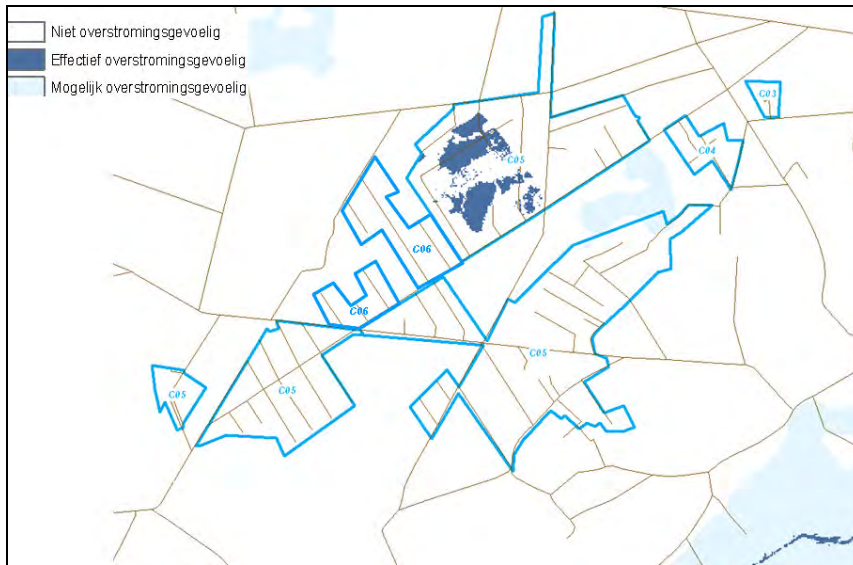 Niet overstromingsgevoelig
Effectief overstromingsgevoelig
Mogelijk overstromingsgevoelig
C03
C04
C05
C06
C06
C05
C05
C05